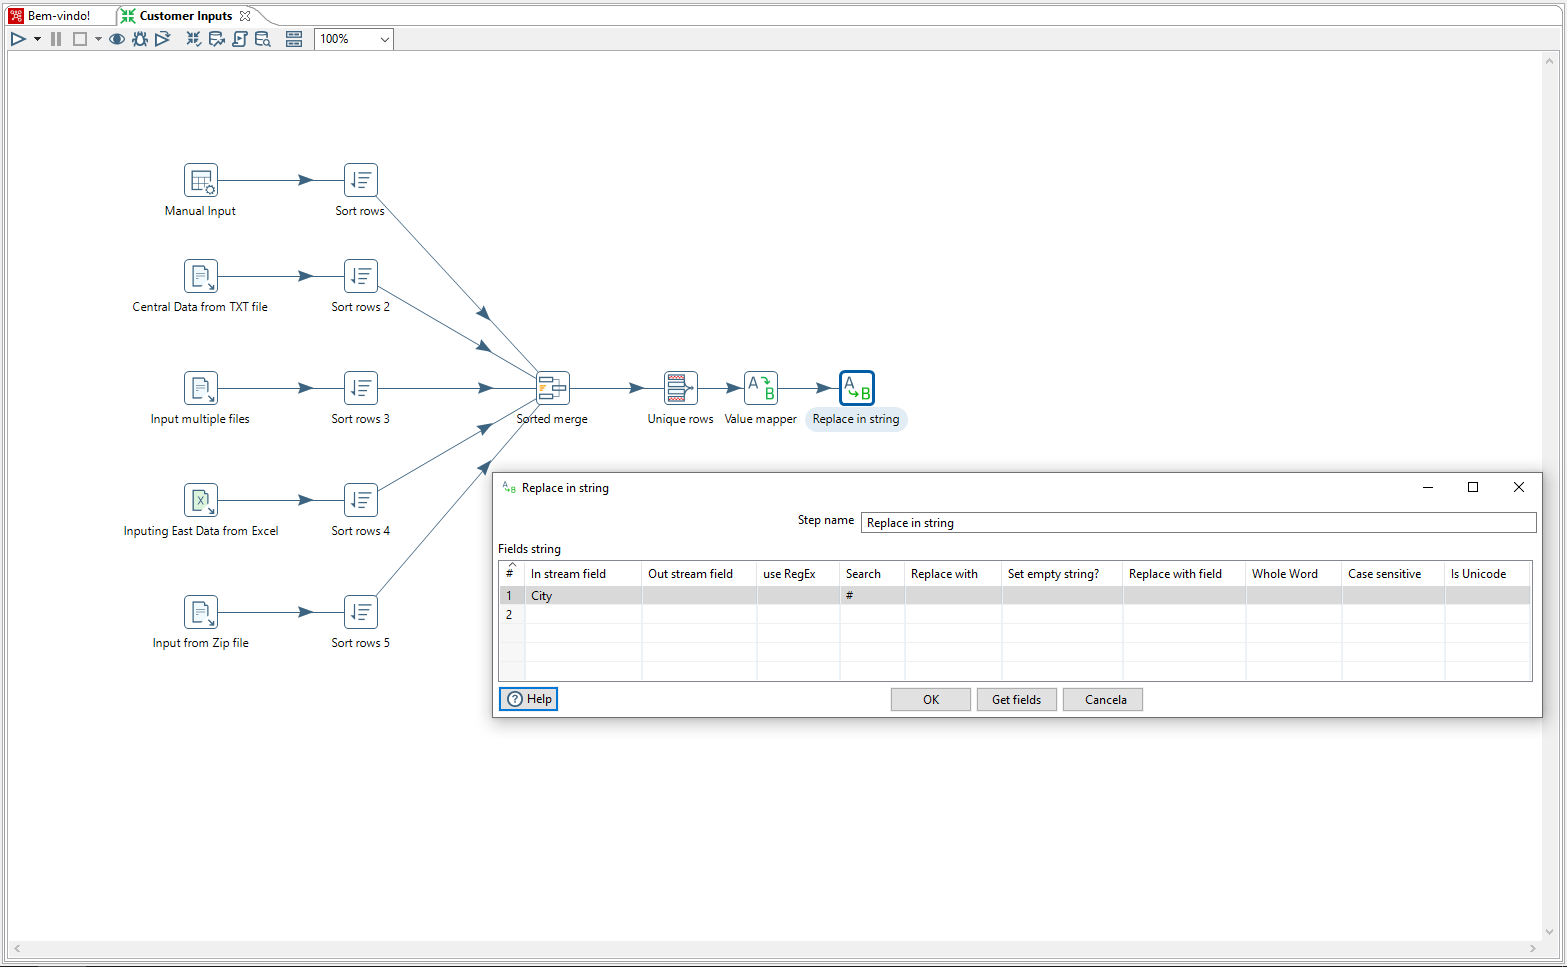 Bem-vindo!
Customer Inputs
100%
Manual Input
Sort rows
Central Data from TXT file
Sort rows 2
Input multiple files
Sort rows 3
Sorted merge
Unique rows
Value mapper
Replace in string
Inputing East Data from Excel
Sort rows 4
Input from Zip file
Sort rows 5
Replace in string
Step name
Replace in string
Fields string
# In stream field Out stream field use RegEx Search Replace with Set empty string? Replace with field Whole Word Case sensitive Is Unicode
1 City #
2
Help
OK
Get fields
Cancela